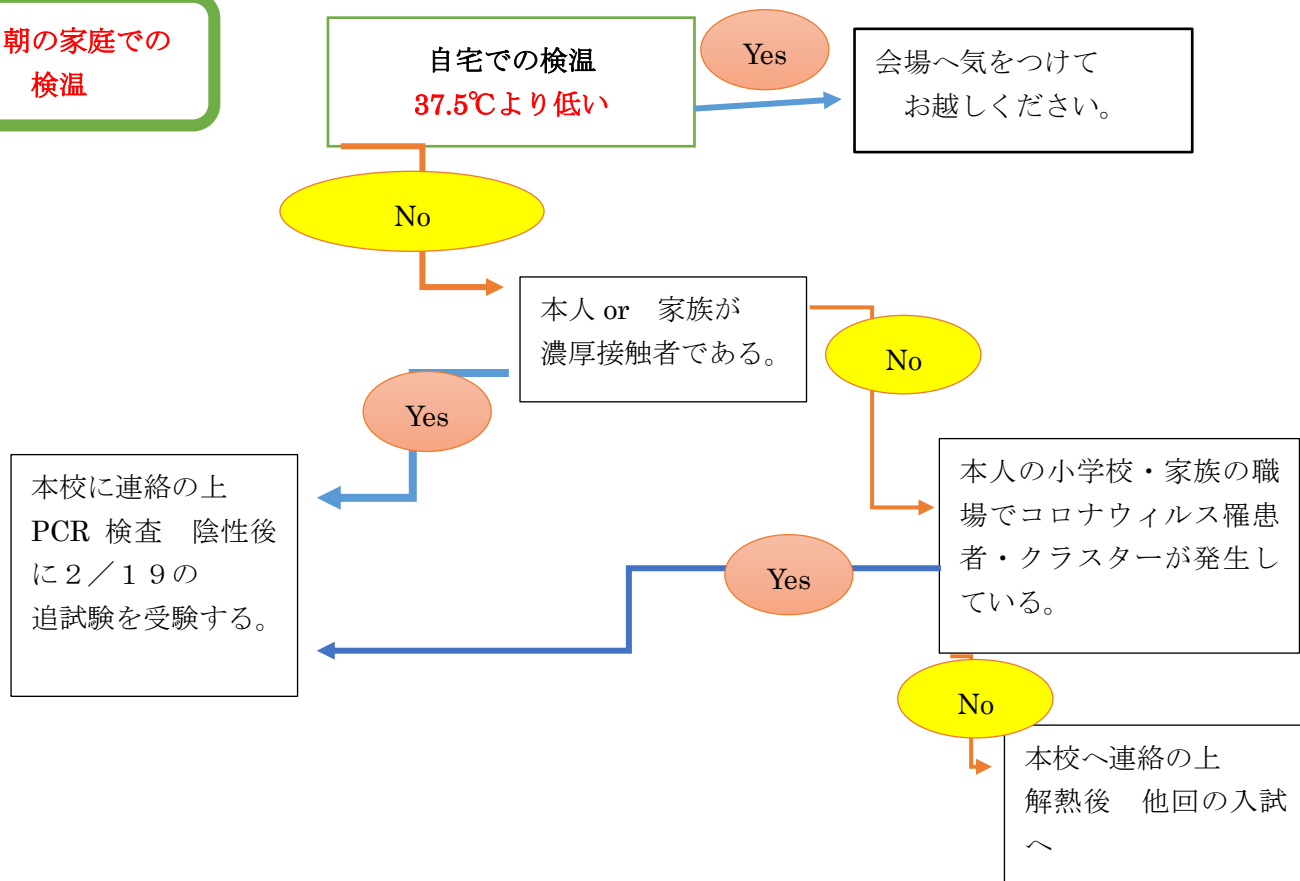 朝の家庭での
検温
自宅での検温
37.5℃より低い
Yes
会場へ気をつけて
お越しください。
No
本人 or　家族が
濃厚接触者である。
No
Yes
本校に連絡の上
PCR 検査　陰性後
に２／１９の
追試験を受験する。
本人の小学校・家族の職
場でコロナウィルス罹患
者・クラスターが発生し
ている。
Yes
No
本校へ連絡の上
解熱後　他回の入試
へ